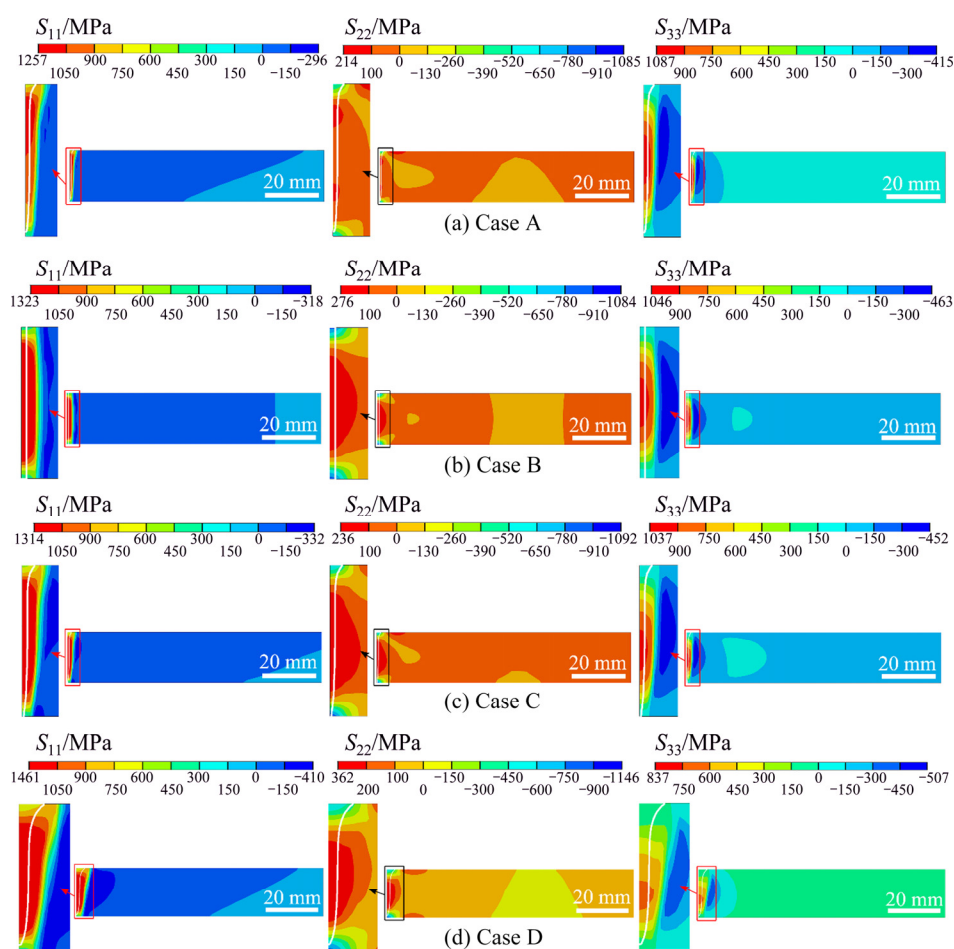 S11/MPa S22/MPa S33/MPa
1257 900 600 300 0 −296 214 0 −260 −520 −780 −1085 1087 750 450 150 −150 −415
1050 750 450 150 −150 100 −130 −390 −650 −910 900 600 300 0 −300
20 mm 20 mm 20 mm
(a) Case A
S11/MPa S22/MPa S33/MPa
1323 900 600 300 0 −318 276 0 −260 −520 −780 −1084 1046 750 450 150 −150 −463
1050 750 450 150 −150 100 −130 −390 −650 −910 900 600 300 0 −300
20 mm 20 mm 20 mm
(b) Case B
S11/MPa S22/MPa S33/MPa
1314 900 600 300 0 −332 236 0 −260 −520 −780 −1092 1037 750 450 150 −150 −452
1050 750 450 150 −150 100 −130 −390 −650 −910 900 600 300 0 −300
20 mm 20 mm 20 mm
(c) Case C
S11/MPa S22/MPa S33/MPa
1461 900 600 300 0 −410 362 100 −150 −450 −750 −1146 837 600 300 0 −300 −507
1050 750 450 150 −150 200 0 −300 −600 −900 750 450 150 −150 −450
20 mm 20 mm 20 mm
(d) Case D